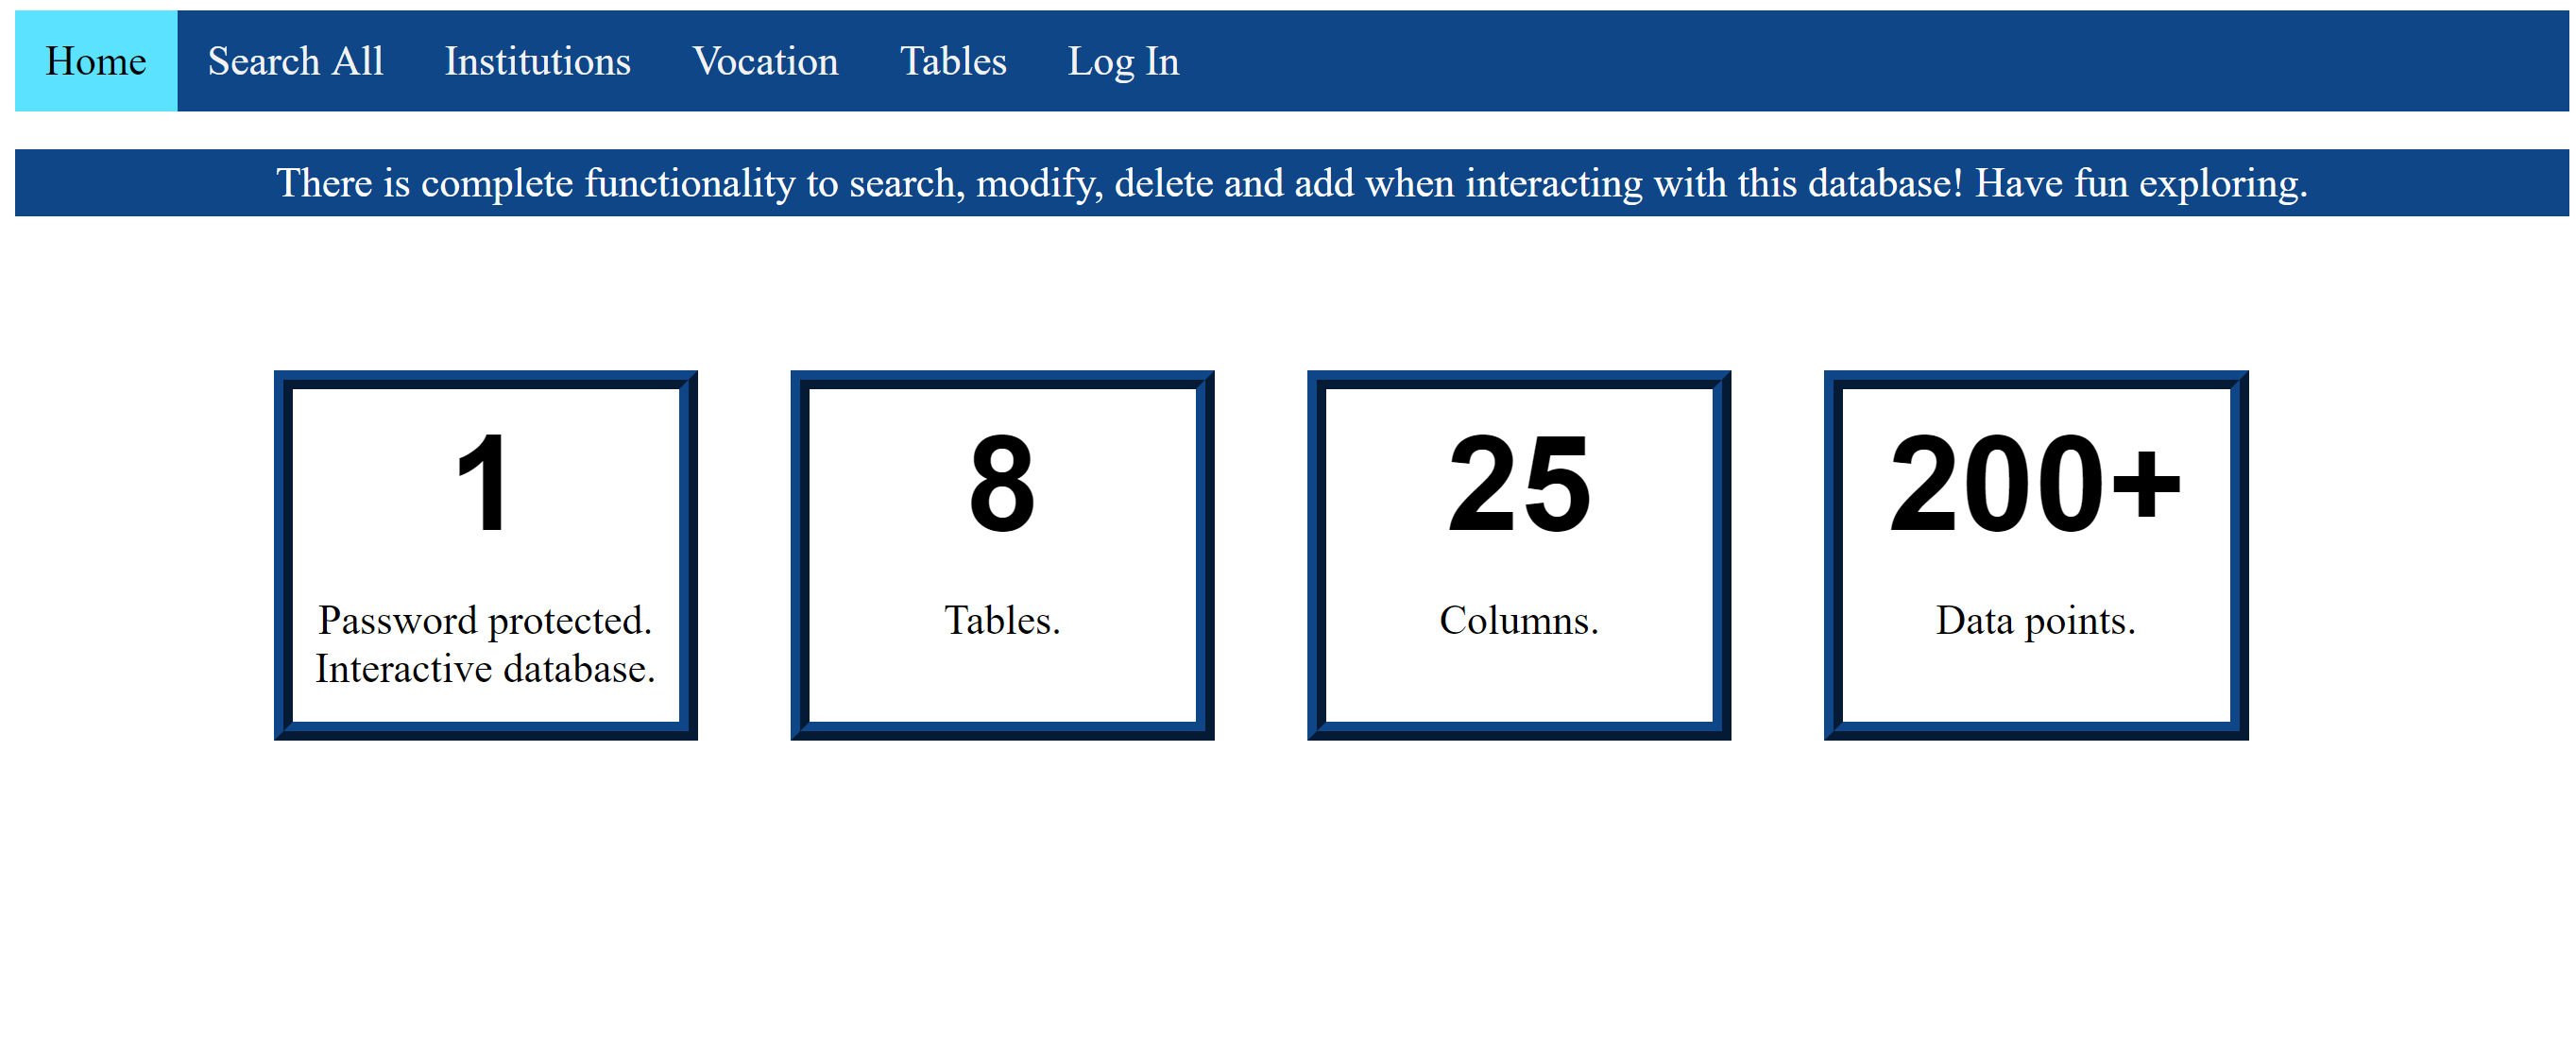 Home Search All Institutions Vocation Tables Log In
There is complete functionality to search, modify, delete and add when interacting with this database! Have fun exploring.
1
Password protected.
Interactive database.
8
Tables.
25
Columns.
200+
Data points.